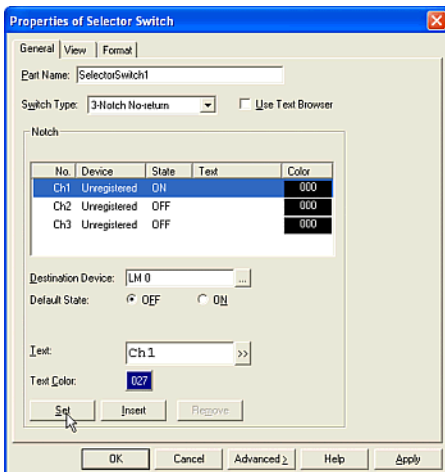 Properties of Selector Switch
General View Format
Part Name: SelectorSwitch1
Switch Type: 3-Notch No-return Use Text Browser
Notch
No. Device State Text Color
Ch1 Unregistered ON 000
Ch2 Unregistered OFF 000
Ch3 Unregistered OFF 000
Destination Device: LM 0 ...
Default State: OFF ON
Text: Ch1 >>
Text Color: 027
Set Insert Remove
OK Cancel Advanced > Help Apply